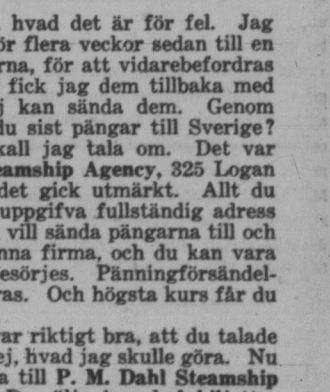 hvad det är för fel. Jag
ör flera veckor sedan till en
rna, för att vidarebefordras
fick jag dem tillbaka med
j kan sända dem. Genom
du sist pängar till Sverige?
kall jag tala om. Det var
eamship Agency, 325 Logan
det gick utmärkt. Allt du
uppgifva fullständig adress
vill sända pängarna till och
nna firma, och du kan vara
esörjes. Pänningförsändel-
ras. Och högsta kurs får du
ar riktigt bra, att du talade
ej, hvad jag skulle göra. Nu
a till P. M. Dahl Steamship